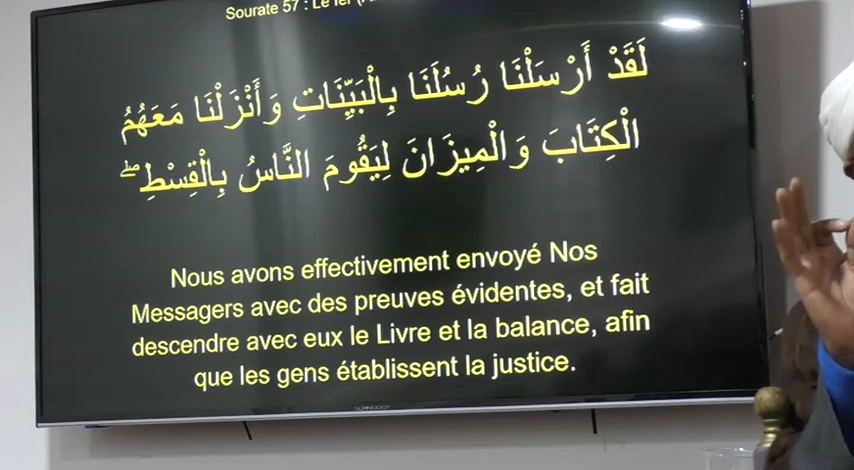 Sourate 57 : Le fer
لَقَدْ أَرْسَلْنَا رُسُلَنَا بِالْبَيِّنَاتِ وَأَنْزَلْنَا مَعَهُمُ
الْكِتَابَ وَالْمِيزَانَ لِيَقُومَ النَّاسُ بِالْقِسْطِ ۖ
Nous avons effectivement envoyé Nos
Messagers avec des preuves évidentes, et fait
descendre avec eux le Livre et la balance, afin
que les gens établissent la justice.